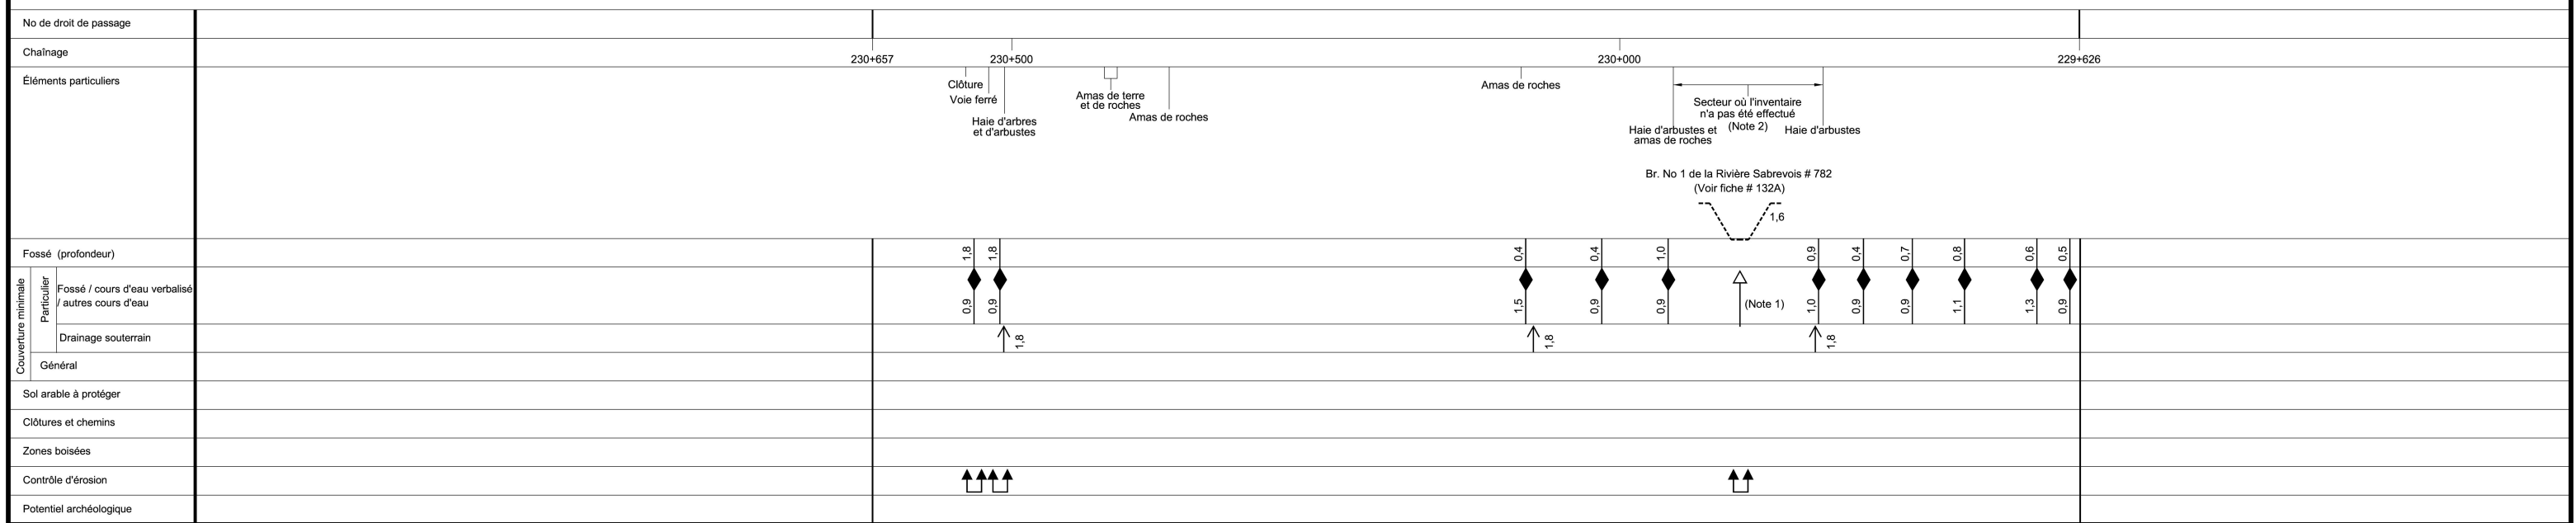 No de droit de passage
Chaînage
230+657
230+500
230+000
229+626
Éléments particuliers
Clôture
Voie ferré
Haie d'arbres
et d'arbustes
Amas de terre
et de roches
Amas de roches
Amas de roches
Secteur où l'inventaire
n'a pas été effectué
(Note 2)
Haie d'arbustes et
amas de roches
Haie d'arbustes
Br. No 1 de la Rivière Sabrevois # 782
(Voir fiche # 132A)
1,6
Fossé (profondeur)
1,8
1,8
0,4
0,4
1,0
0,9
0,4
0,7
0,8
0,6
0,5
Couverture minimale
Particulier
Fossé / cours d'eau verbalisé
/ autres cours d'eau
0,9
0,9
1,5
0,9
0,9
(Note 1)
1,0
0,9
0,9
1,1
1,3
0,9
Drainage souterrain
1,8
1,8
1,8
Général
Sol arable à protéger
Clôtures et chemins
Zones boisées
Contrôle d'érosion
Potentiel archéologique